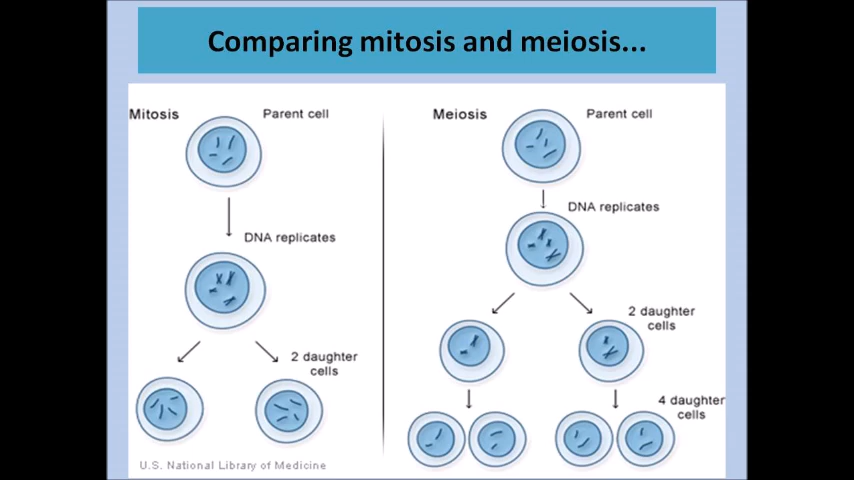 Comparing mitosis and meiosis...
Mitosis
Parent cell
DNA replicates
2 daughter
cells
U.S. National Library of Medicine
Meiosis
Parent cell
DNA replicates
2 daughter
cells
4 daughter
cells